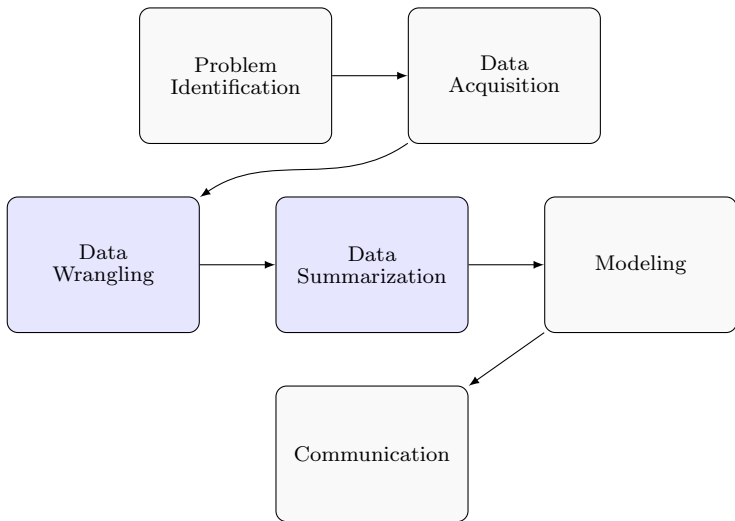 Problem
Identification
Data
Acquisition
Data
Wrangling
Data
Summarization
Modeling
Communication